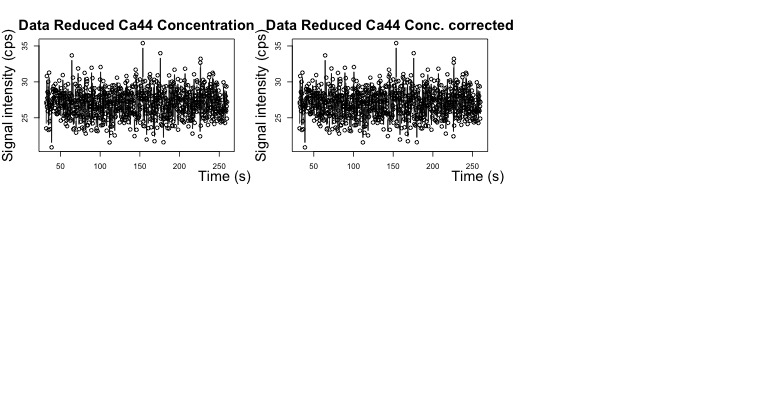 Data Reduced Ca44 Concentration
Signal intensity (cps)
35
30
25
50 100 150 200 250
Time (s)
Data Reduced Ca44 Conc. corrected
Signal intensity (cps)
35
30
25
50 100 150 200 250
Time (s)